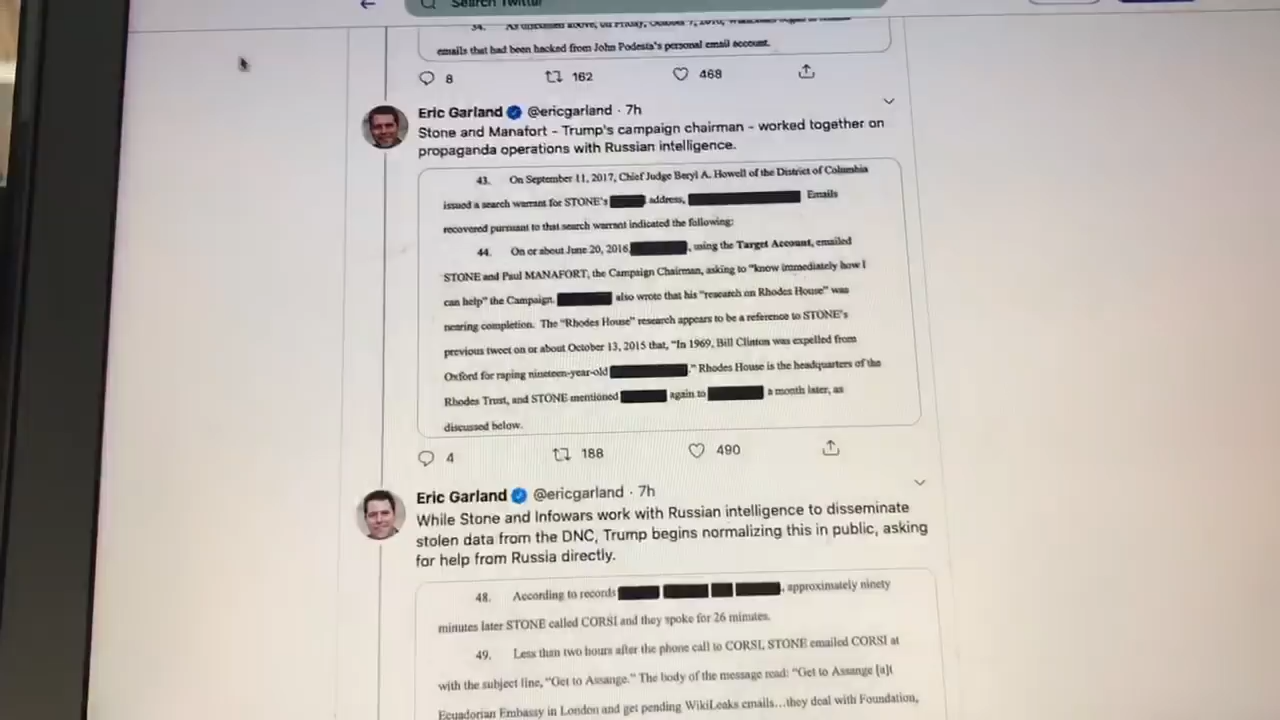 Search Twitter
34. As discussed above, on Friday, October 7, 2016,
emails that had been hacked from John Podesta's personal email account.
8 162 468
Eric Garland @ericgarland · 7h
Stone and Manafort - Trump's campaign chairman - worked together on
propaganda operations with Russian intelligence.
43. On September 11, 2017, Chief Judge Beryl A. Howell of the District of Columbia
issued a search warrant for STONE's address, Emails
recovered pursuant to that search warrant indicated the following:
44. On or about June 20, 2016, , using the Target Account, emailed
STONE and Paul MANAFORT, the Campaign Chairman, asking to "know immediately how I
can help" the Campaign. also wrote that his "research on Rhodes House" was
nearing completion. The "Rhodes House" research appears to be a reference to STONE's
previous tweet on or about October 13, 2015 that, "In 1969, Bill Clinton was expelled from
Oxford for raping nineteen-year-old ." Rhodes House is the headquarters of the
Rhodes Trust, and STONE mentioned again to a month later, as
discussed below.
4 188 490
Eric Garland @ericgarland · 7h
While Stone and Infowars work with Russian intelligence to disseminate
stolen data from the DNC, Trump begins normalizing this in public, asking
for help from Russia directly.
48. According to records , approximately ninety
minutes later STONE called CORSI and they spoke for 26 minutes.
49. Less than two hours after the phone call to CORSI, STONE emailed CORSI at
with the subject line, "Get to Assange." The body of the message read: "Get to Assange [a]t
Ecuadorian Embassy in London and get pending WikiLeaks emails...they deal with Foundation,